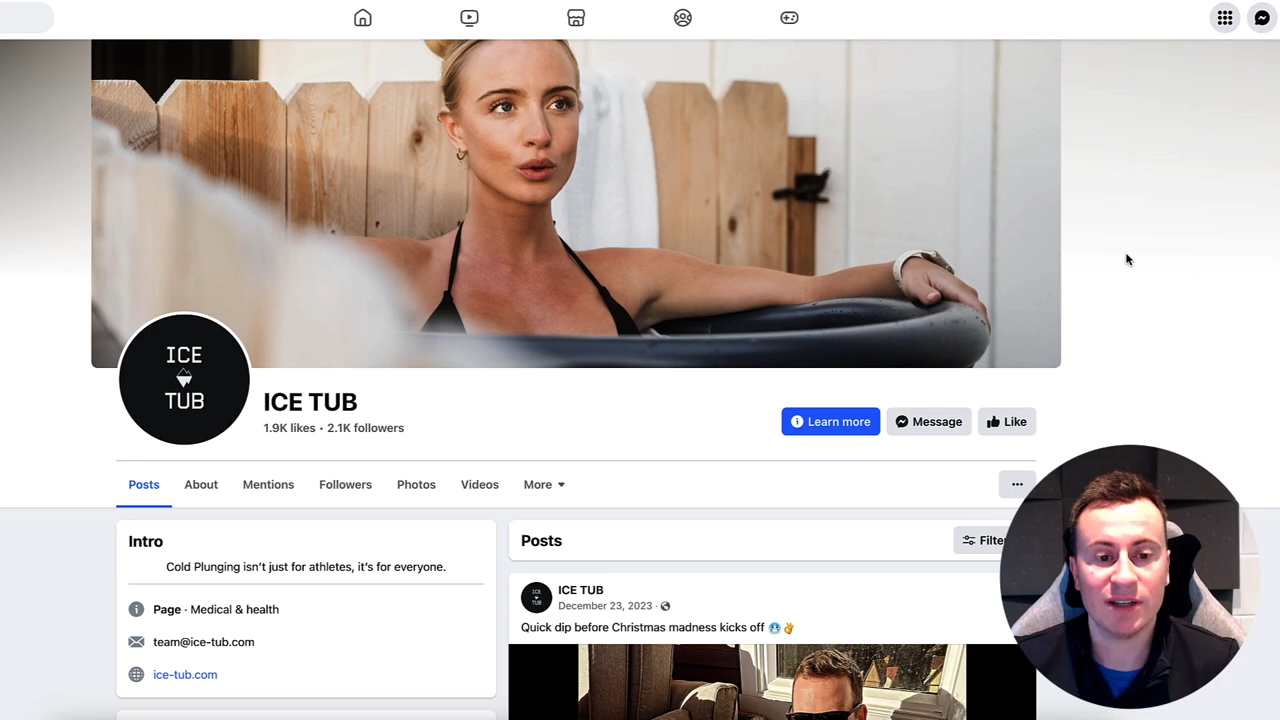 ICE
TUB
ICE TUB
1.9K likes • 2.1K followers
Learn more
Message
Like
Posts
About
Mentions
Followers
Photos
Videos
More
Intro
Cold Plunging isn't just for athletes, it's for everyone.
Page · Medical & health
team@ice-tub.com
ice-tub.com
Posts
Filte
ICE
TUB
ICE TUB
December 23, 2023 ·
Quick dip before Christmas madness kicks off 🥶✌️